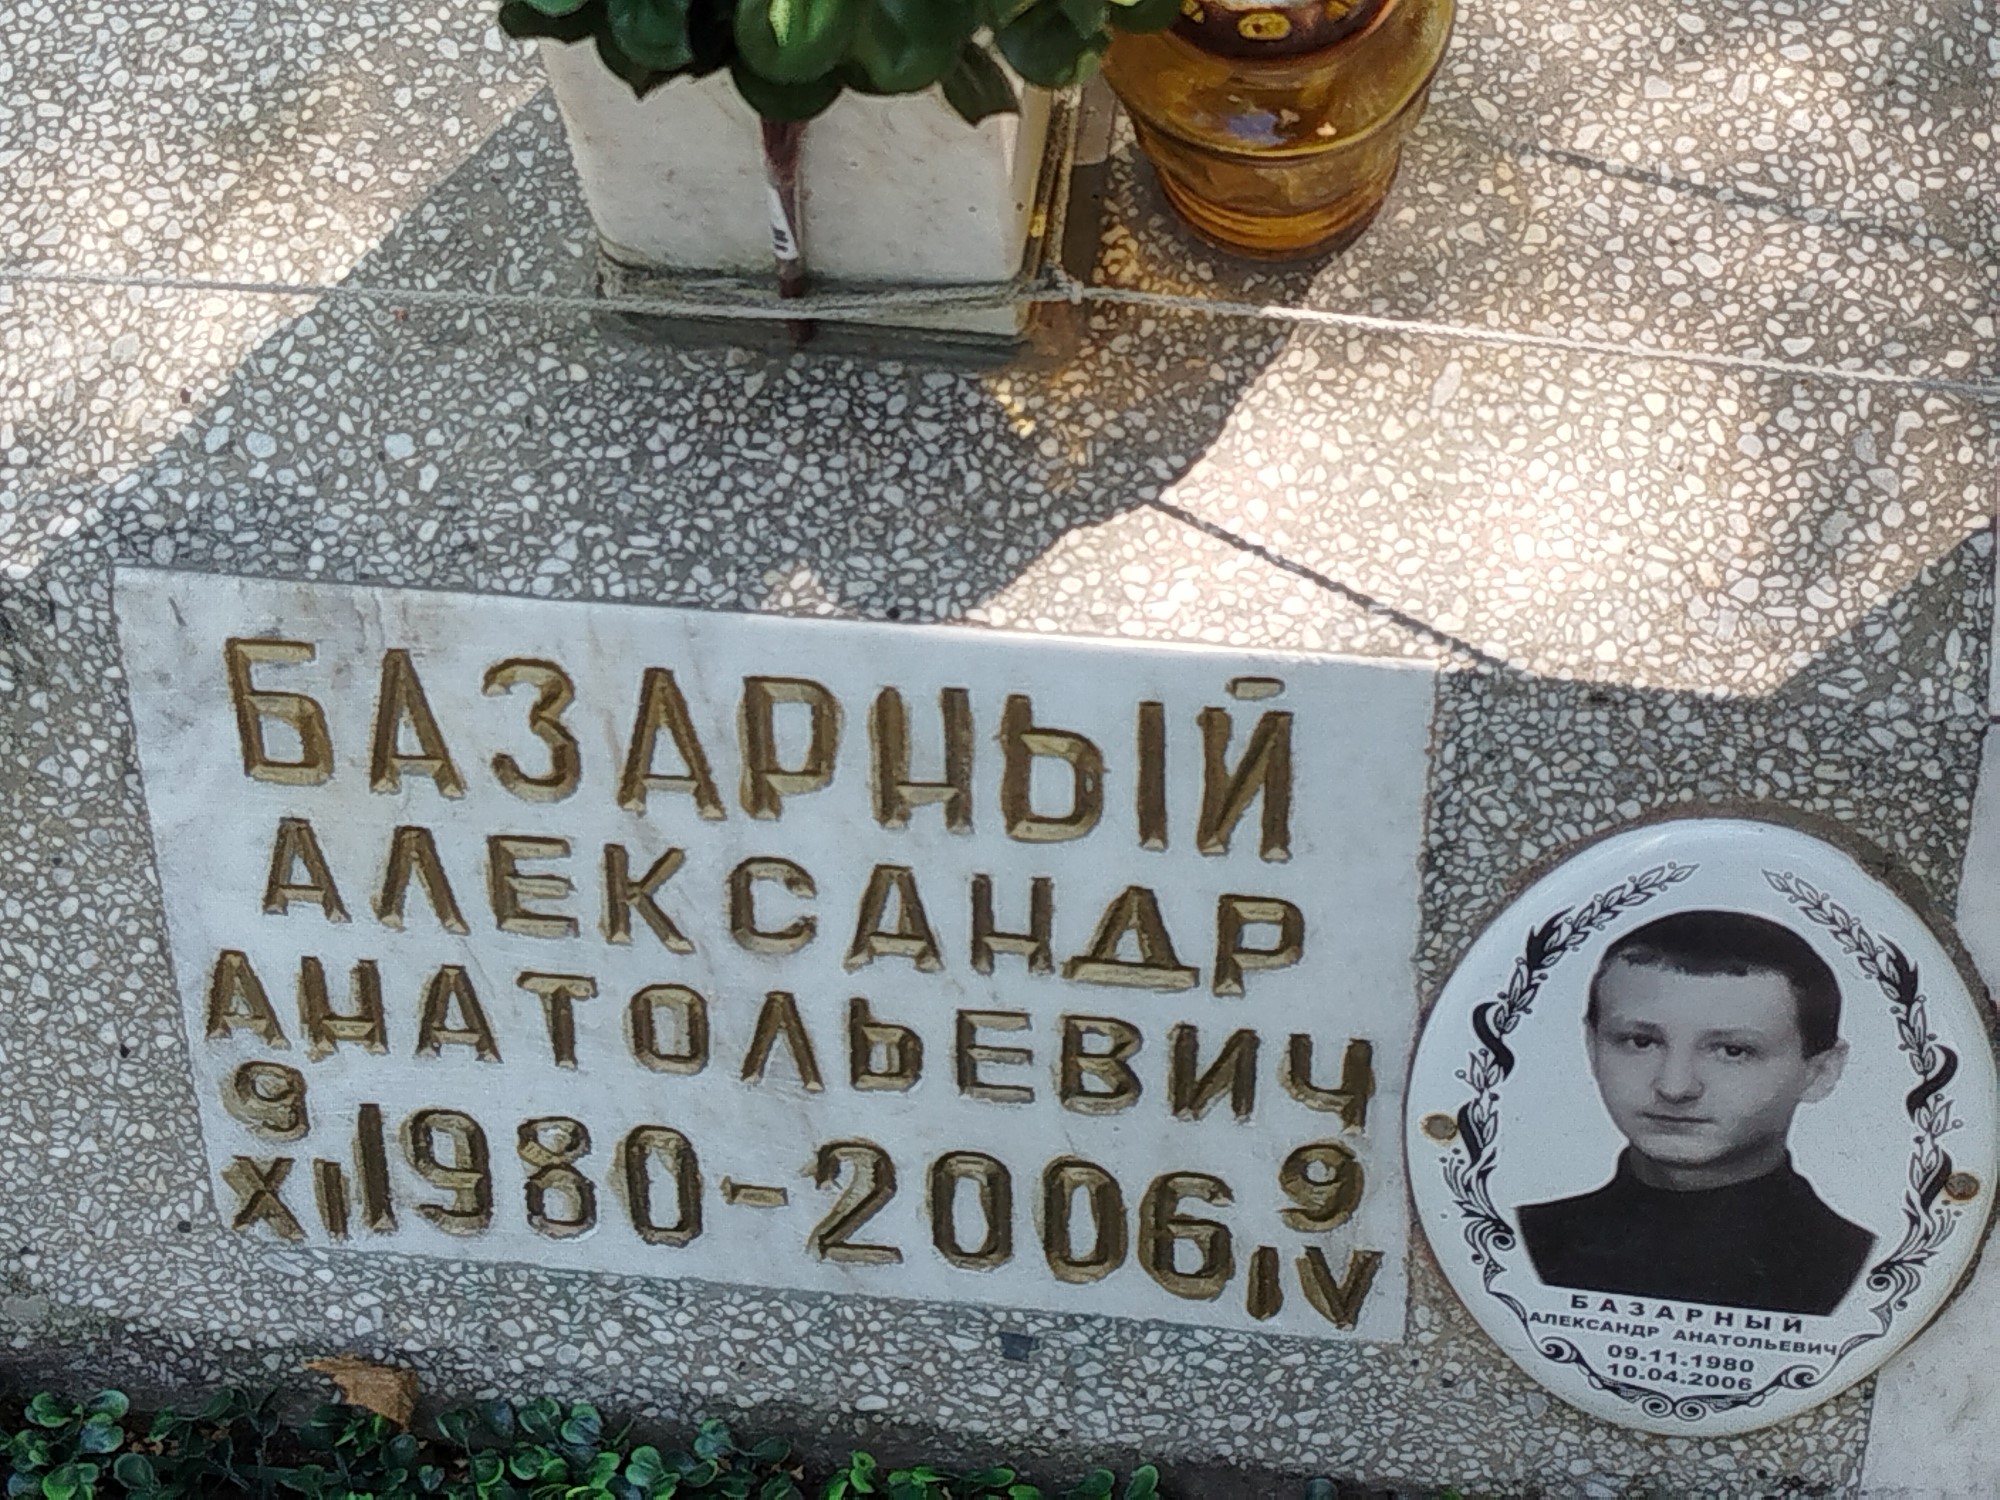 БАЗАРНЫЙ
АЛЕКСАНДР
АНАТОЛЬЕВИЧ
9 XI 1980-2006 9 IV
БАЗАРНЫЙ
АЛЕКСАНДР АНАТОЛЬЕВИЧ
09.11.1980
10.04.2006